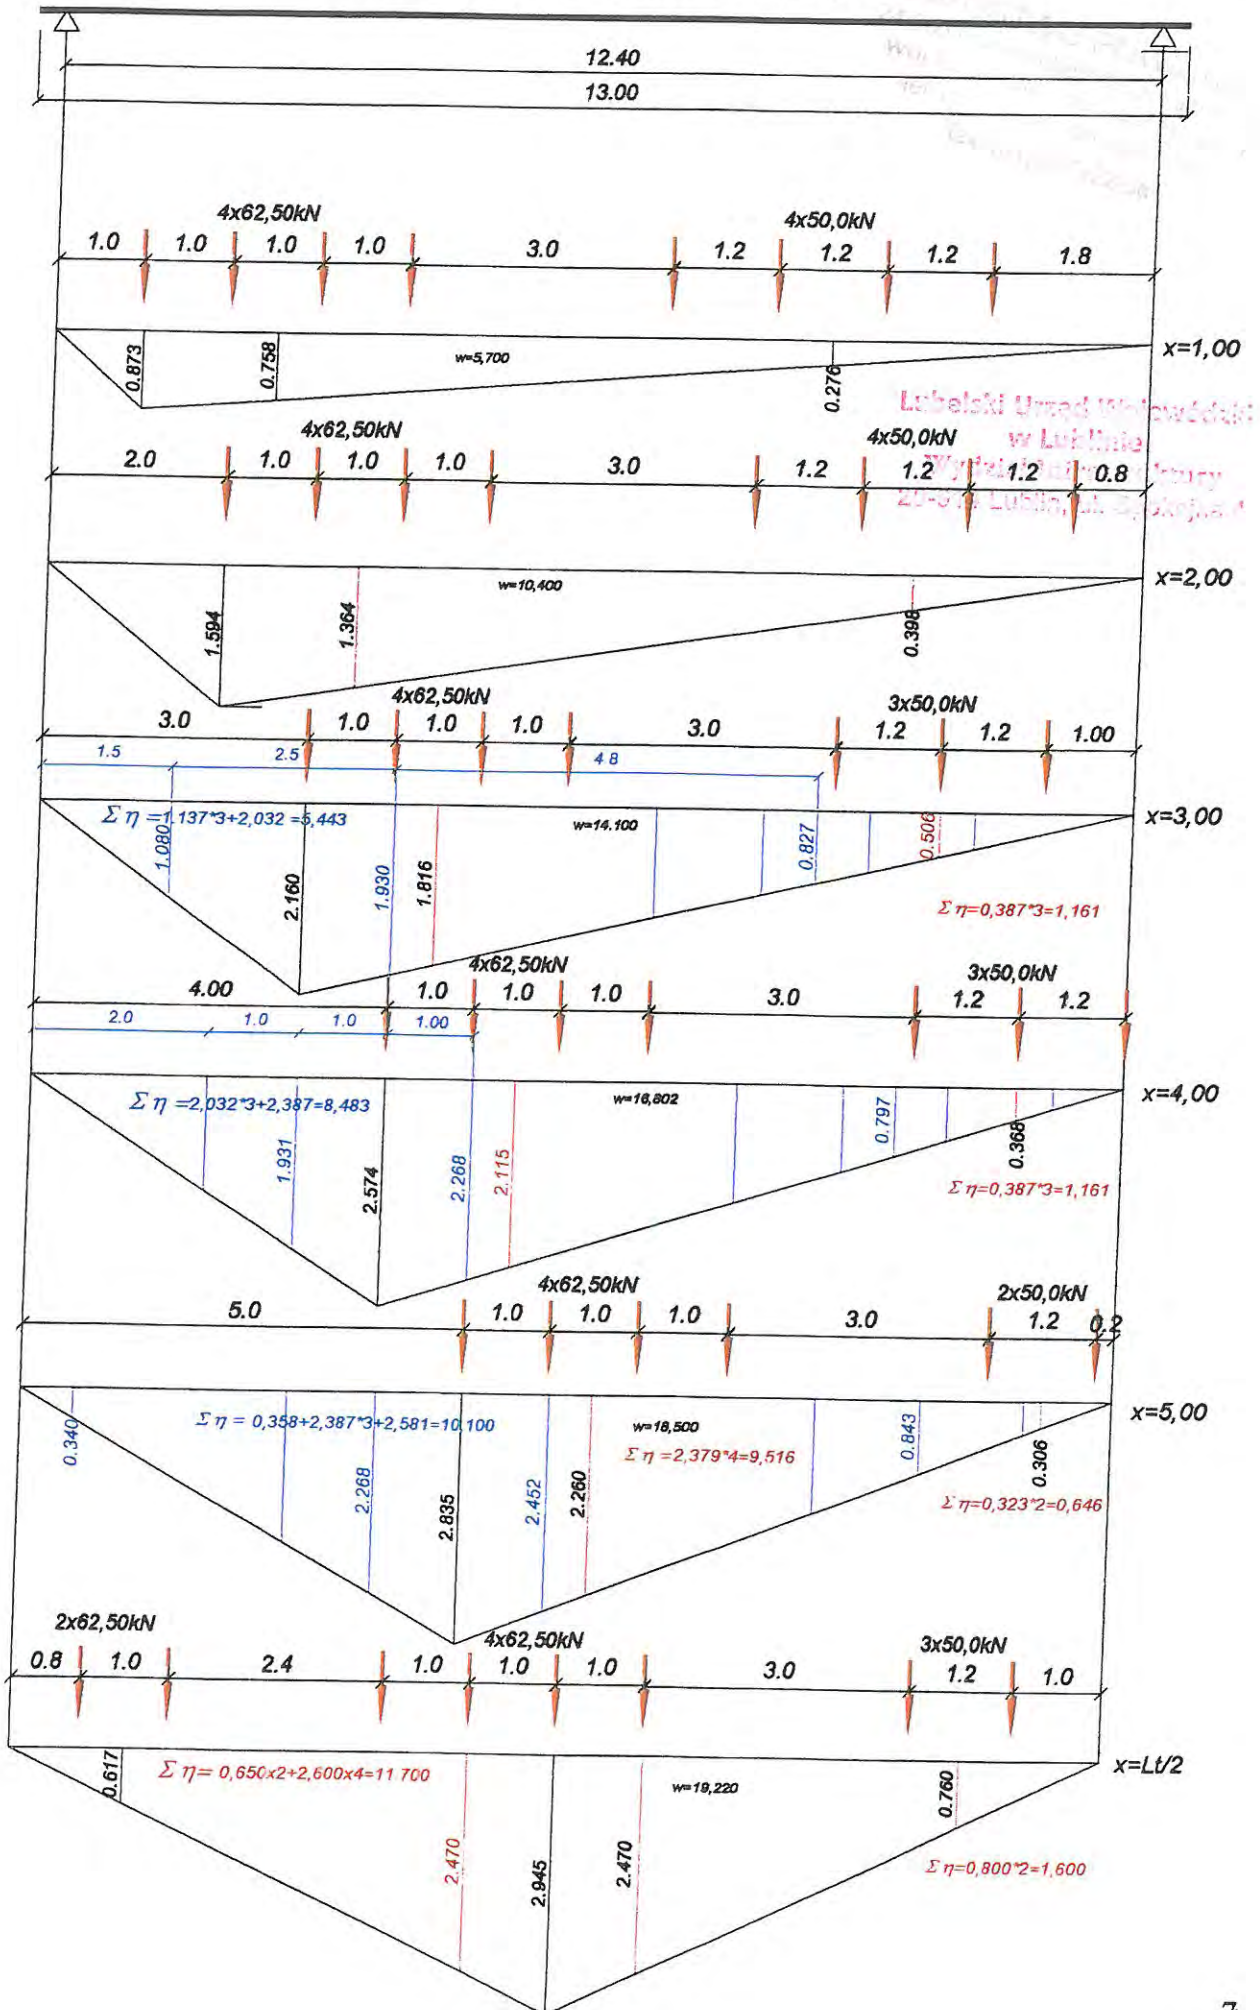 12.40
13.00
4x62,50kN 4x50,0kN
1.0 1.0 1.0 1.0 3.0 1.2 1.2 1.2 1.8
0.873 0.758 w=5,700 0.276 x=1,00
Lubelski Urząd Wojewódzki
w Lublinie
4x62,50kN 4x50,0kN
2.0 1.0 1.0 1.0 3.0 1.2 1.2 1.2 0.8
1.594 1.364 w=10,400 0.398 x=2,00
4x62,50kN 3x50,0kN
3.0 1.0 1.0 1.0 3.0 1.2 1.2 1.00
1.5 2.5 4.8
Σ η =1.137*3+2,032 =5,443 w=14.100 x=3,00
1.080 2.160 1.930 1.816 0.827 0.506
Σ η=0,387*3=1,161
4x62,50kN 3x50,0kN
4.00 1.0 1.0 1.0 3.0 1.2 1.2
2.0 1.0 1.0 1.00
Σ η =2,032*3+2,387=8,483 w=16,802 x=4,00
1.931 2.574 2.268 2.115 0.797 0.368
Σ η=0,387*3=1,161
4x62,50kN 2x50,0kN
5.0 1.0 1.0 1.0 3.0 1.2 0.2
Σ η = 0,358+2,387*3+2,581=10.100 w=18,500 x=5,00
Σ η =2,379*4=9,516
0.340 2.268 2.835 2.452 2.260 0.843 0.306
Σ η=0,323*2=0,646
2x62,50kN 4x62,50kN 3x50,0kN
0.8 1.0 2.4 1.0 1.0 1.0 3.0 1.2 1.0
Σ η= 0,650x2+2,600x4=11.700 w=19,220 x=Lt/2
0.617 2.470 2.945 2.470 0.760
Σ η=0,800*2=1,600